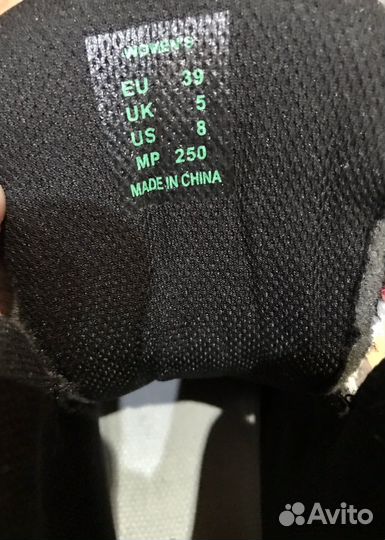 WOMEN'S
EU 39
UK 5
US 8
MP 250
MADE IN CHINA
Avito